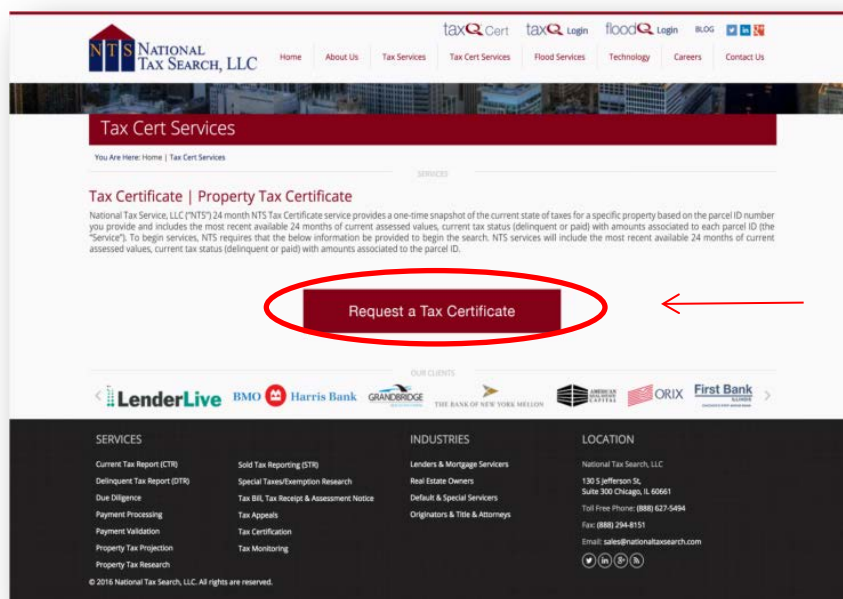 taxQ Cert taxQ Login floodQ Login BLOG
NTS NATIONAL
TAX SEARCH, LLC
Home About Us Tax Services Tax Cert Services Flood Services Technology Careers Contact Us
Tax Cert Services
You Are Here: Home | Tax Cert Services
SERVICES
Tax Certificate | Property Tax Certificate
National Tax Service, LLC ("NTS") 24 month NTS Tax Certificate service provides a one-time snapshot of the current state of taxes for a specific property based on the parcel ID number
you provide and includes the most recent available 24 months of current assessed values, current tax status (delinquent or paid) with amounts associated to each parcel ID (the
"Service"). To begin services, NTS requires that the below information be provided to begin the search. NTS services will include the most recent available 24 months of current
assessed values, current tax status (delinquent or paid) with amounts associated to the parcel ID.
Request a Tax Certificate
OUR CLIENTS
LenderLive BMO Harris Bank GRANDBRIDGE THE BANK OF NEW YORK MELLON AMERICAN REAL ESTATE CAPITAL ORIX First Bank
ILLINOIS
SERVICES INDUSTRIES LOCATION
Current Tax Report (CTR) Sold Tax Reporting (STR) Lenders & Mortgage Servicers National Tax Search, LLC
Delinquent Tax Report (DTR) Special Taxes/Exemption Research Real Estate Owners 130 S Jefferson St,
Suite 300 Chicago, IL 60661
Due Diligence Tax Bill, Tax Receipt & Assessment Notice Default & Special Servicers
Payment Processing Tax Appeals Originators & Title & Attorneys Toll Free Phone: (888) 627-5494
Payment Validation Tax Certification Fax: (888) 294-8151
Property Tax Projection Tax Monitoring Email: sales@nationaltaxsearch.com
Property Tax Research
© 2016 National Tax Search, LLC. All rights are reserved.